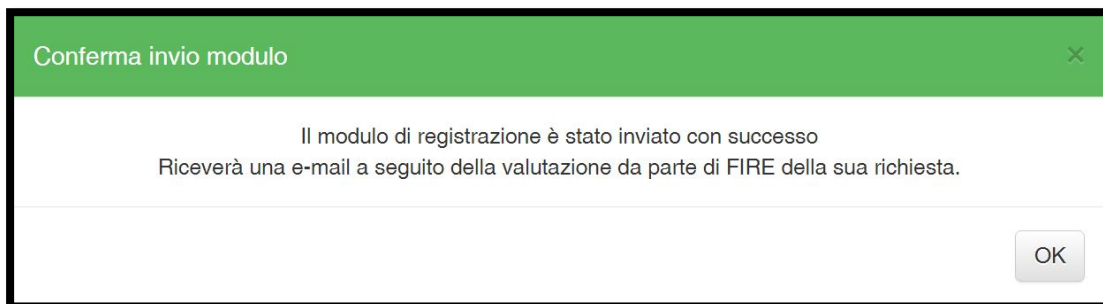 Conferma invio modulo
×
Il modulo di registrazione è stato inviato con successo
Riceverà una e-mail a seguito della valutazione da parte di FIRE della sua richiesta.
OK